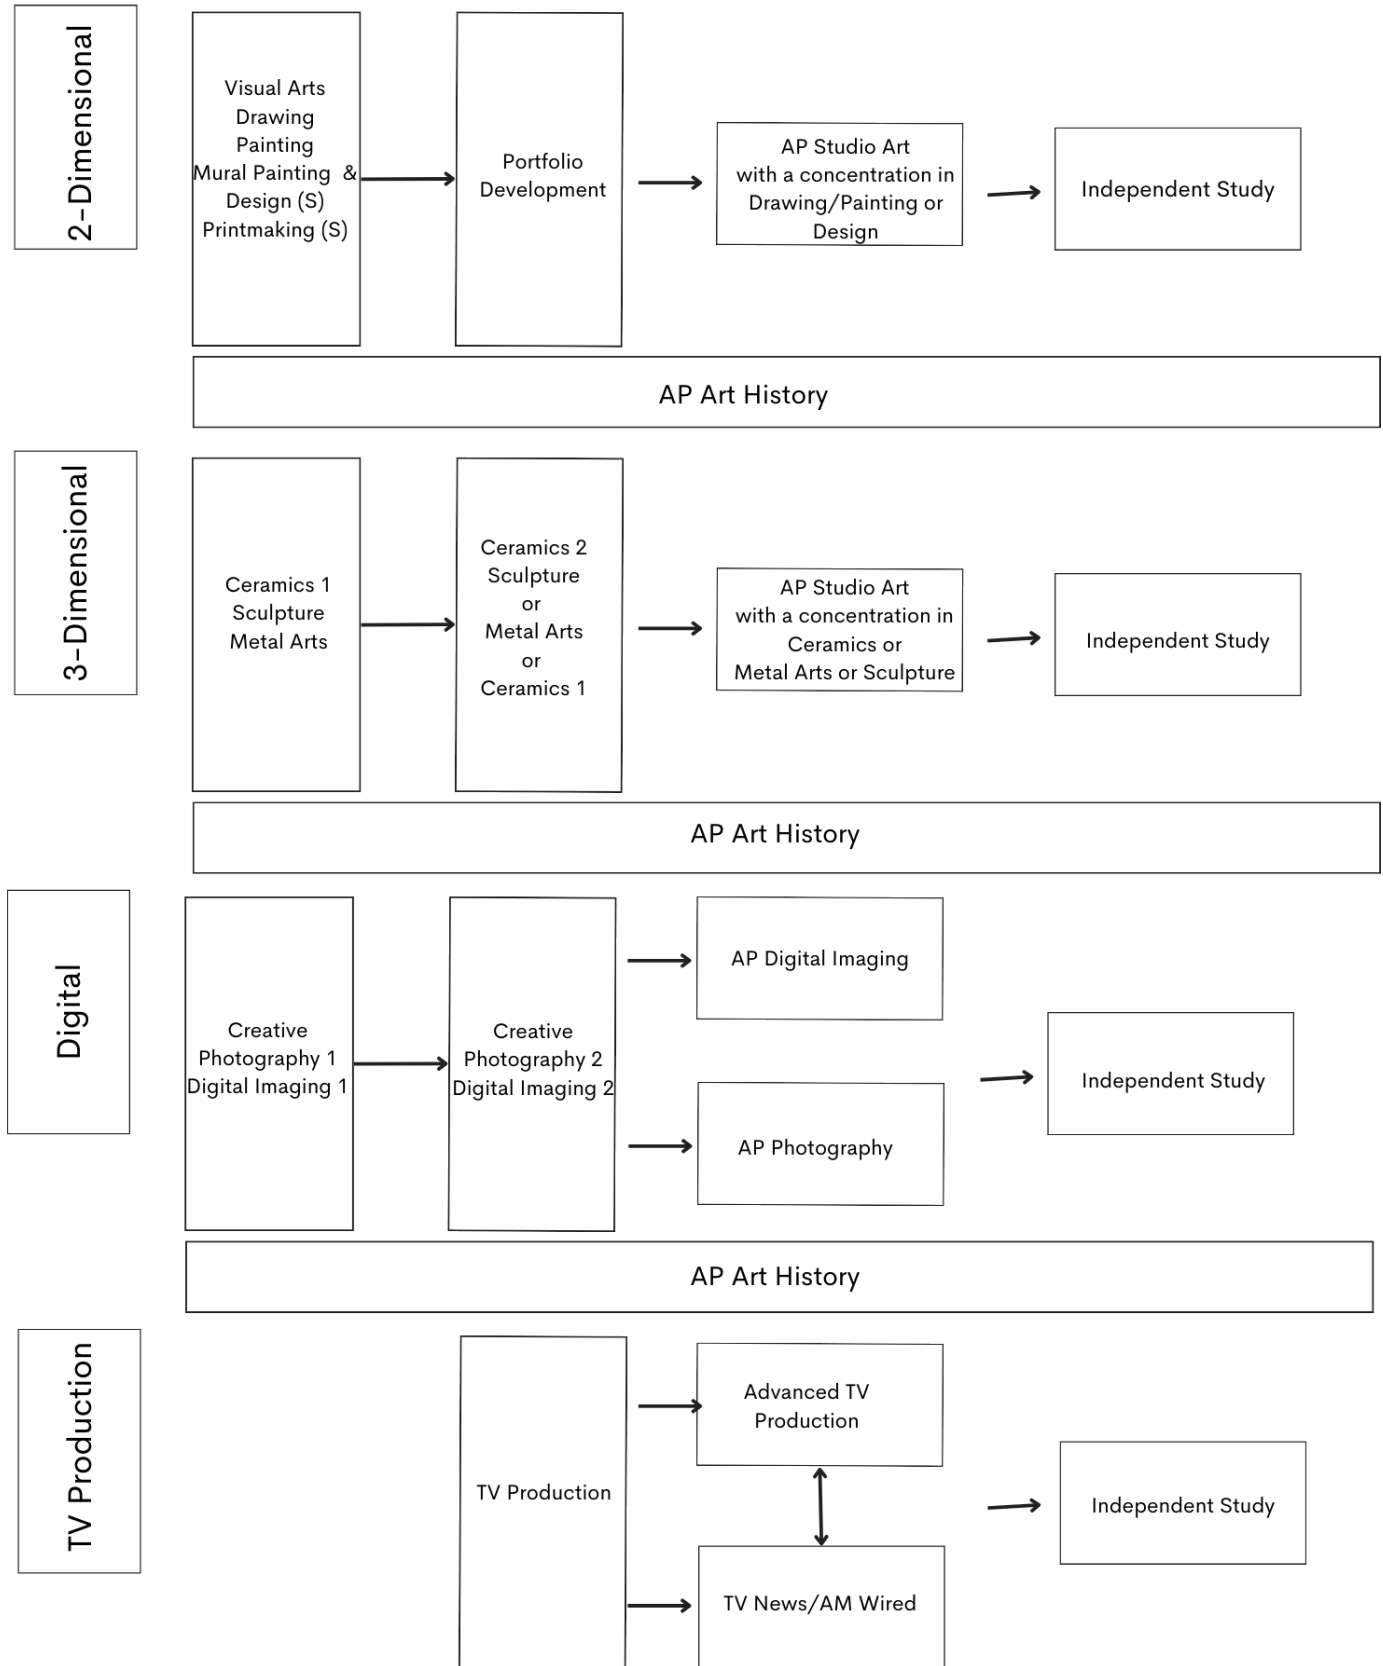 2-Dimensional
Visual Arts
Drawing
Painting
Mural Painting &
Design (S)
Printmaking (S)
Portfolio
Development
AP Studio Art
with a concentration in
Drawing/Painting or
Design
Independent Study
AP Art History
3-Dimensional
Ceramics 1
Sculpture
Metal Arts
Ceramics 2
Sculpture
or
Metal Arts
or
Ceramics 1
AP Studio Art
with a concentration in
Ceramics or
Metal Arts or Sculpture
Independent Study
AP Art History
Digital
Creative
Photography 1
Digital Imaging 1
Creative
Photography 2
Digital Imaging 2
AP Digital Imaging
AP Photography
Independent Study
AP Art History
TV Production
TV Production
Advanced TV
Production
TV News/AM Wired
Independent Study